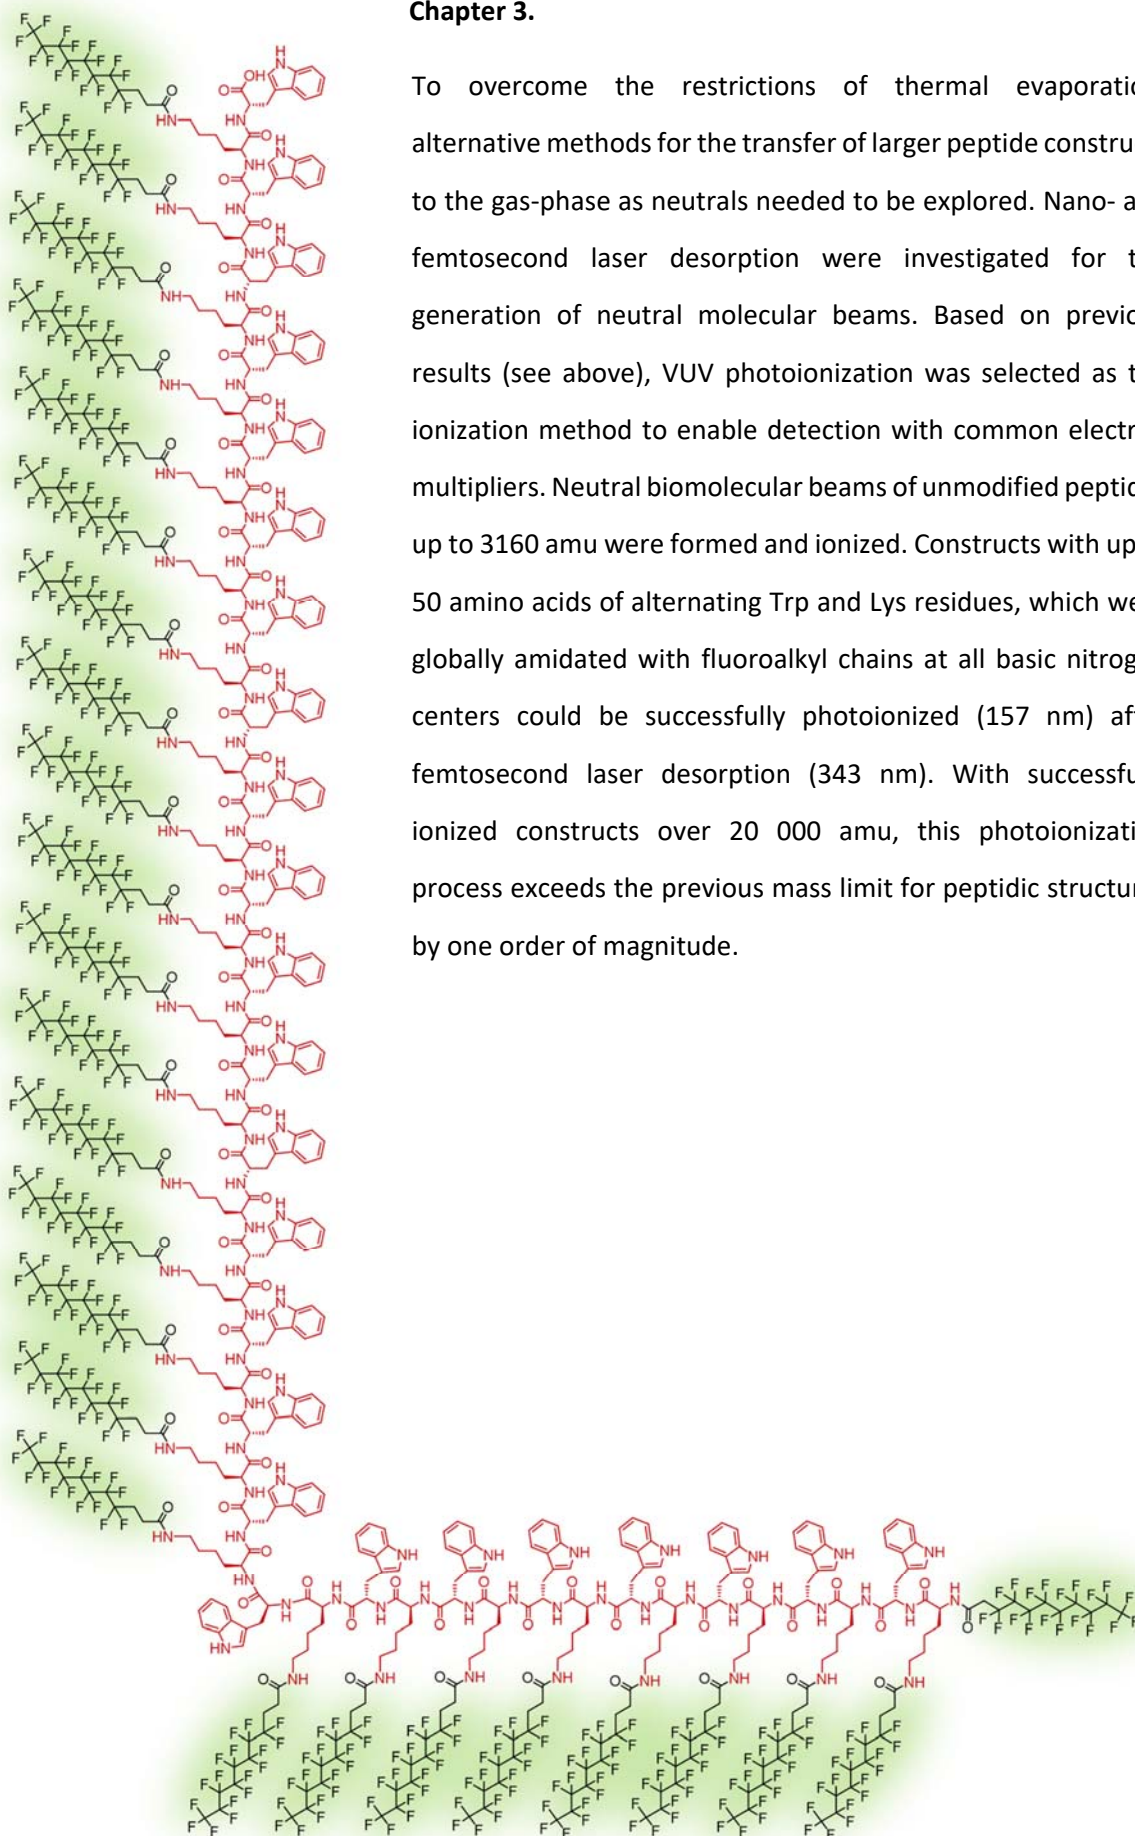 Chapter 3.
To overcome the restrictions of thermal evaporatio
alternative methods for the transfer of larger peptide constru
to the gas-phase as neutrals needed to be explored. Nano- a
femtosecond laser desorption were investigated for t
generation of neutral molecular beams. Based on previo
results (see above), VUV photoionization was selected as t
ionization method to enable detection with common electr
multipliers. Neutral biomolecular beams of unmodified peptid
up to 3160 amu were formed and ionized. Constructs with up
50 amino acids of alternating Trp and Lys residues, which we
globally amidated with fluoroalkyl chains at all basic nitrog
centers could be successfully photoionized (157 nm) af
femtosecond laser desorption (343 nm). With successfu
ionized constructs over 20 000 amu, this photoionizati
process exceeds the previous mass limit for peptidic structur
by one order of magnitude.